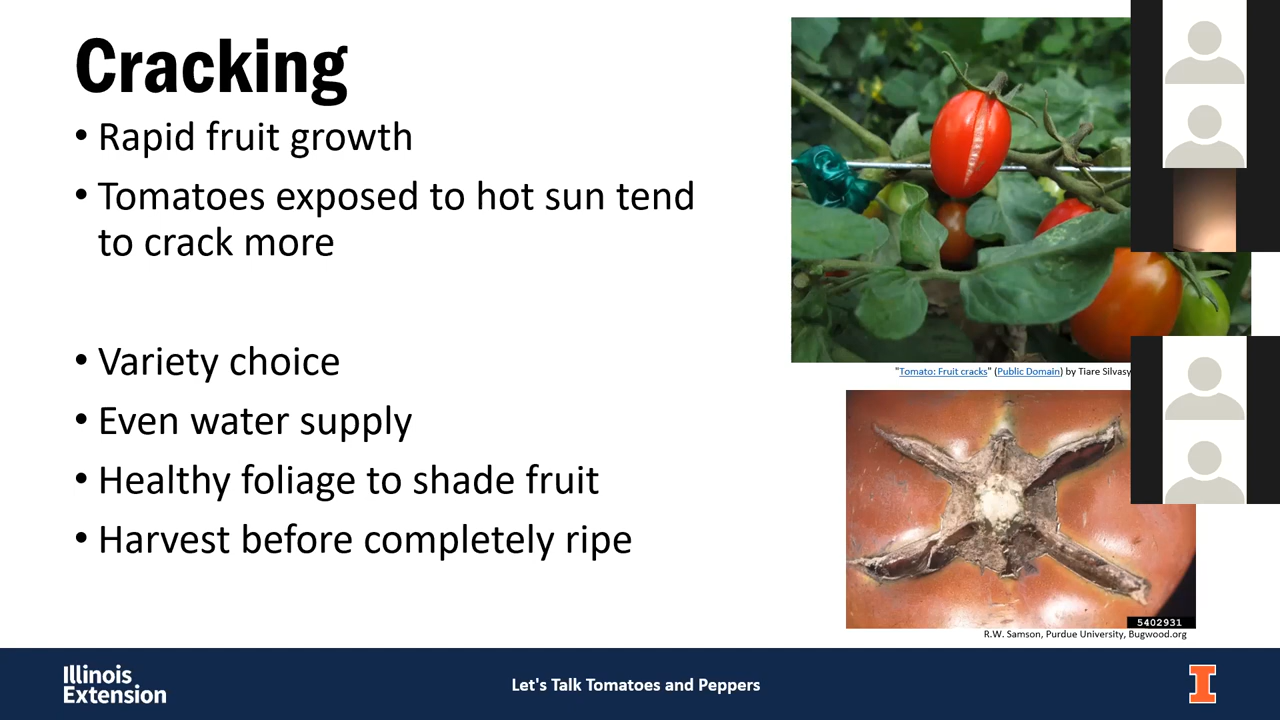 Cracking
• Rapid fruit growth
• Tomatoes exposed to hot sun tend
to crack more
• Variety choice
• Even water supply
• Healthy foliage to shade fruit
• Harvest before completely ripe
"Tomato: Fruit cracks" (Public Domain) by Tiare Silvasy
5402931
R.W. Samson, Purdue University, Bugwood.org
Illinois
Extension
Let's Talk Tomatoes and Peppers
I